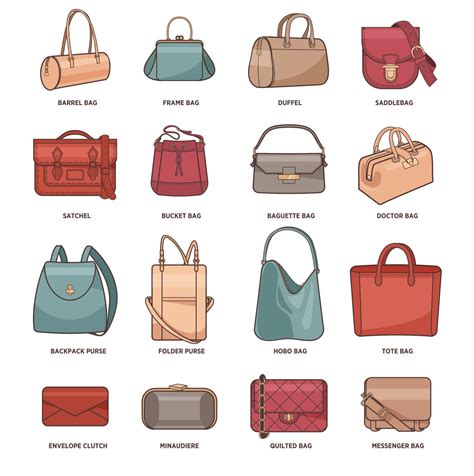 BARREL BAG
FRAME BAG
DUFFEL
SADDLEBAG
SATCHEL
BUCKET BAG
BAGUETTE BAG
DOCTOR BAG
BACKPACK PURSE
FOLDER PURSE
HOBO BAG
TOTE BAG
ENVELOPE CLUTCH
MINAUDIERE
QUILTED BAG
MESSENGER BAG